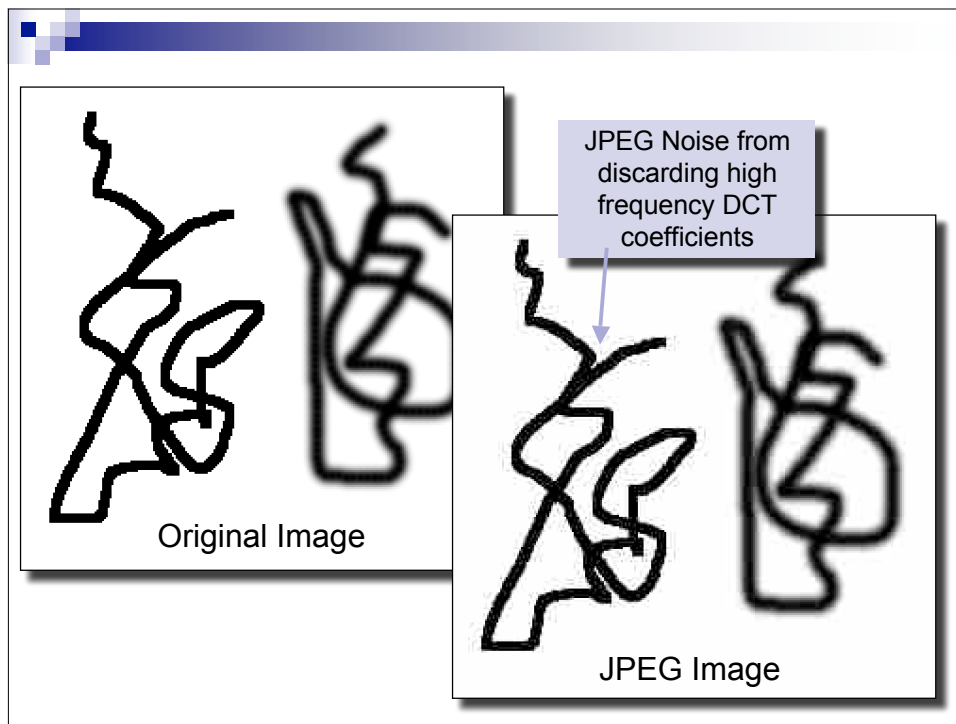 JPEG Noise from
discarding high
frequency DCT
coefficients
Original Image
JPEG Image